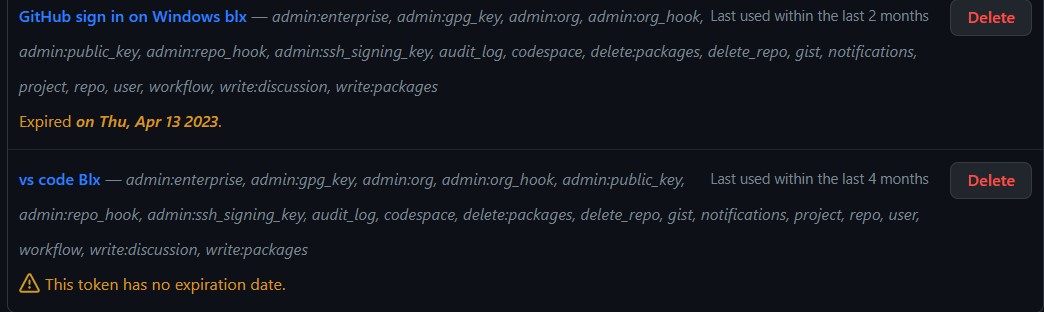 GitHub sign in on Windows blx — admin:enterprise, admin:gpg_key, admin:org, admin:org_hook, Last used within the last 2 months Delete
admin:public_key, admin:repo_hook, admin:ssh_signing_key, audit_log, codespace, delete:packages, delete_repo, gist, notifications,
project, repo, user, workflow, write:discussion, write:packages
Expired on Thu, Apr 13 2023.
vs code Blx — admin:enterprise, admin:gpg_key, admin:org, admin:org_hook, admin:public_key, Last used within the last 4 months Delete
admin:repo_hook, admin:ssh_signing_key, audit_log, codespace, delete:packages, delete_repo, gist, notifications, project, repo, user,
workflow, write:discussion, write:packages
This token has no expiration date.